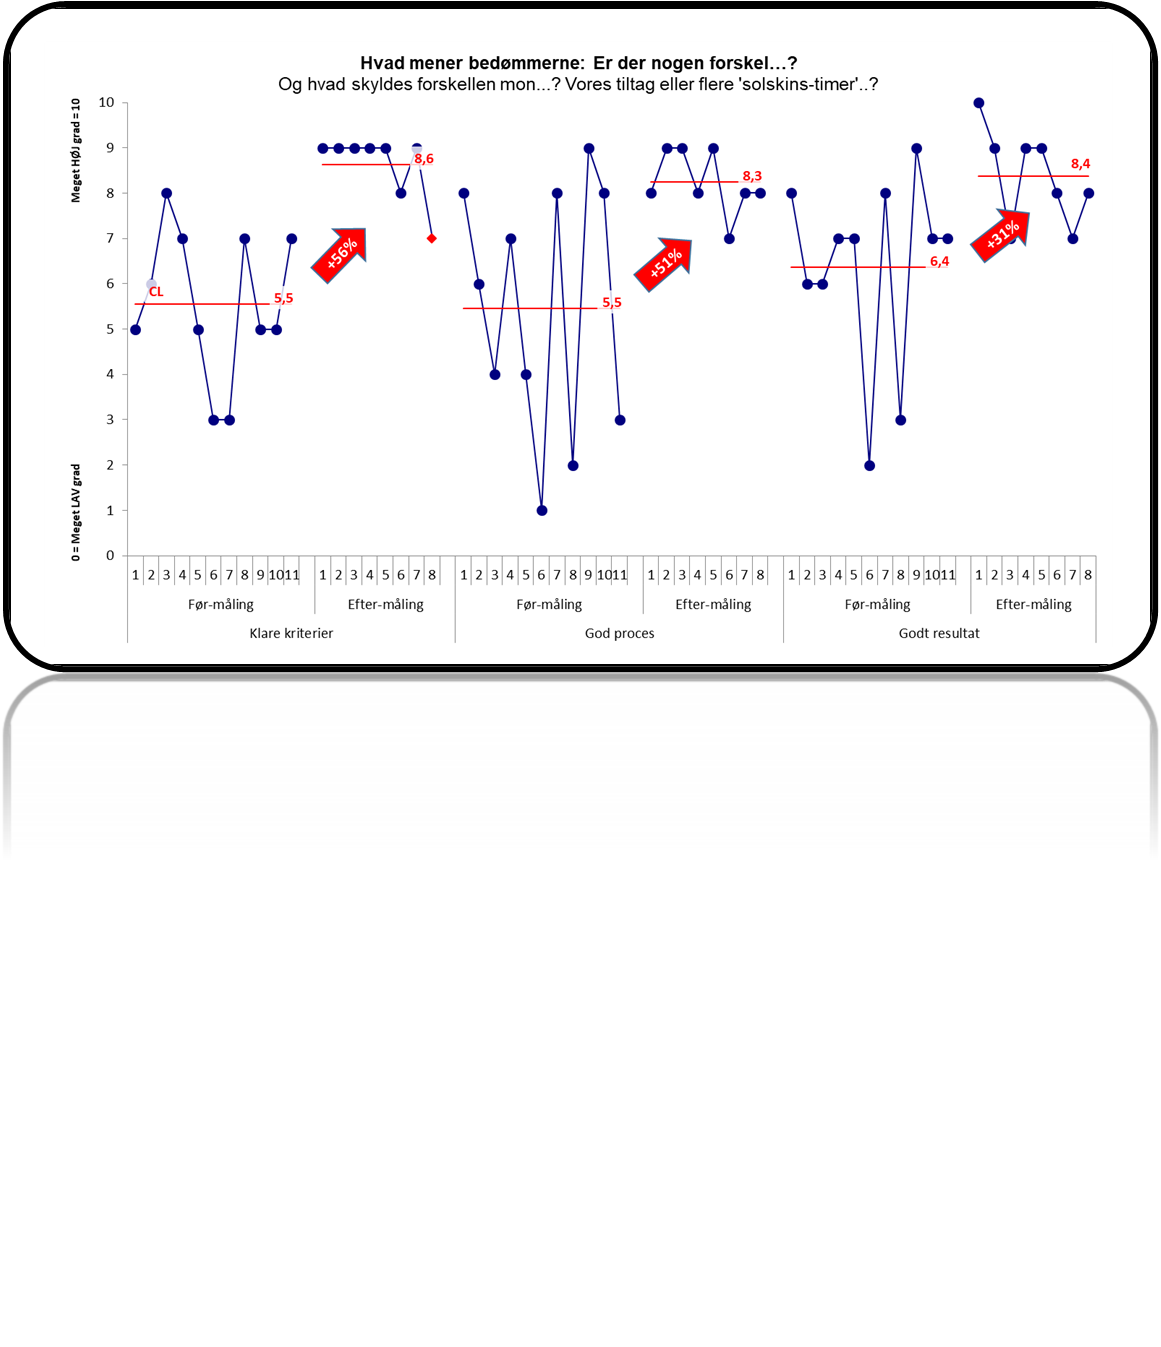 Hvad mener bedømmerne: Er der nogen forskel...?
Og hvad skyldes forskellen mon...? Vores tiltag eller flere 'solskins-timer'..?
Meget HØJ grad = 10
0 = Meget LAV grad
10
9
8
7
6
5
4
3
2
1
0
CL
5,5
+56%
8,6
5,5
+51%
8,3
6,4
+31%
8,4
1 2 3 4 5 6 7 8 9 10 11 1 2 3 4 5 6 7 8 1 2 3 4 5 6 7 8 9 10 11 1 2 3 4 5 6 7 8 1 2 3 4 5 6 7 8 9 10 11 1 2 3 4 5 6 7 8
Før-måling Efter-måling Før-måling Efter-måling Før-måling Efter-måling
Klare kriterier God proces Godt resultat